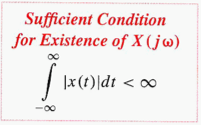 Sufficient Condition
for Existence of X(jω)
∞
∫ |x(t)|dt < ∞
−∞